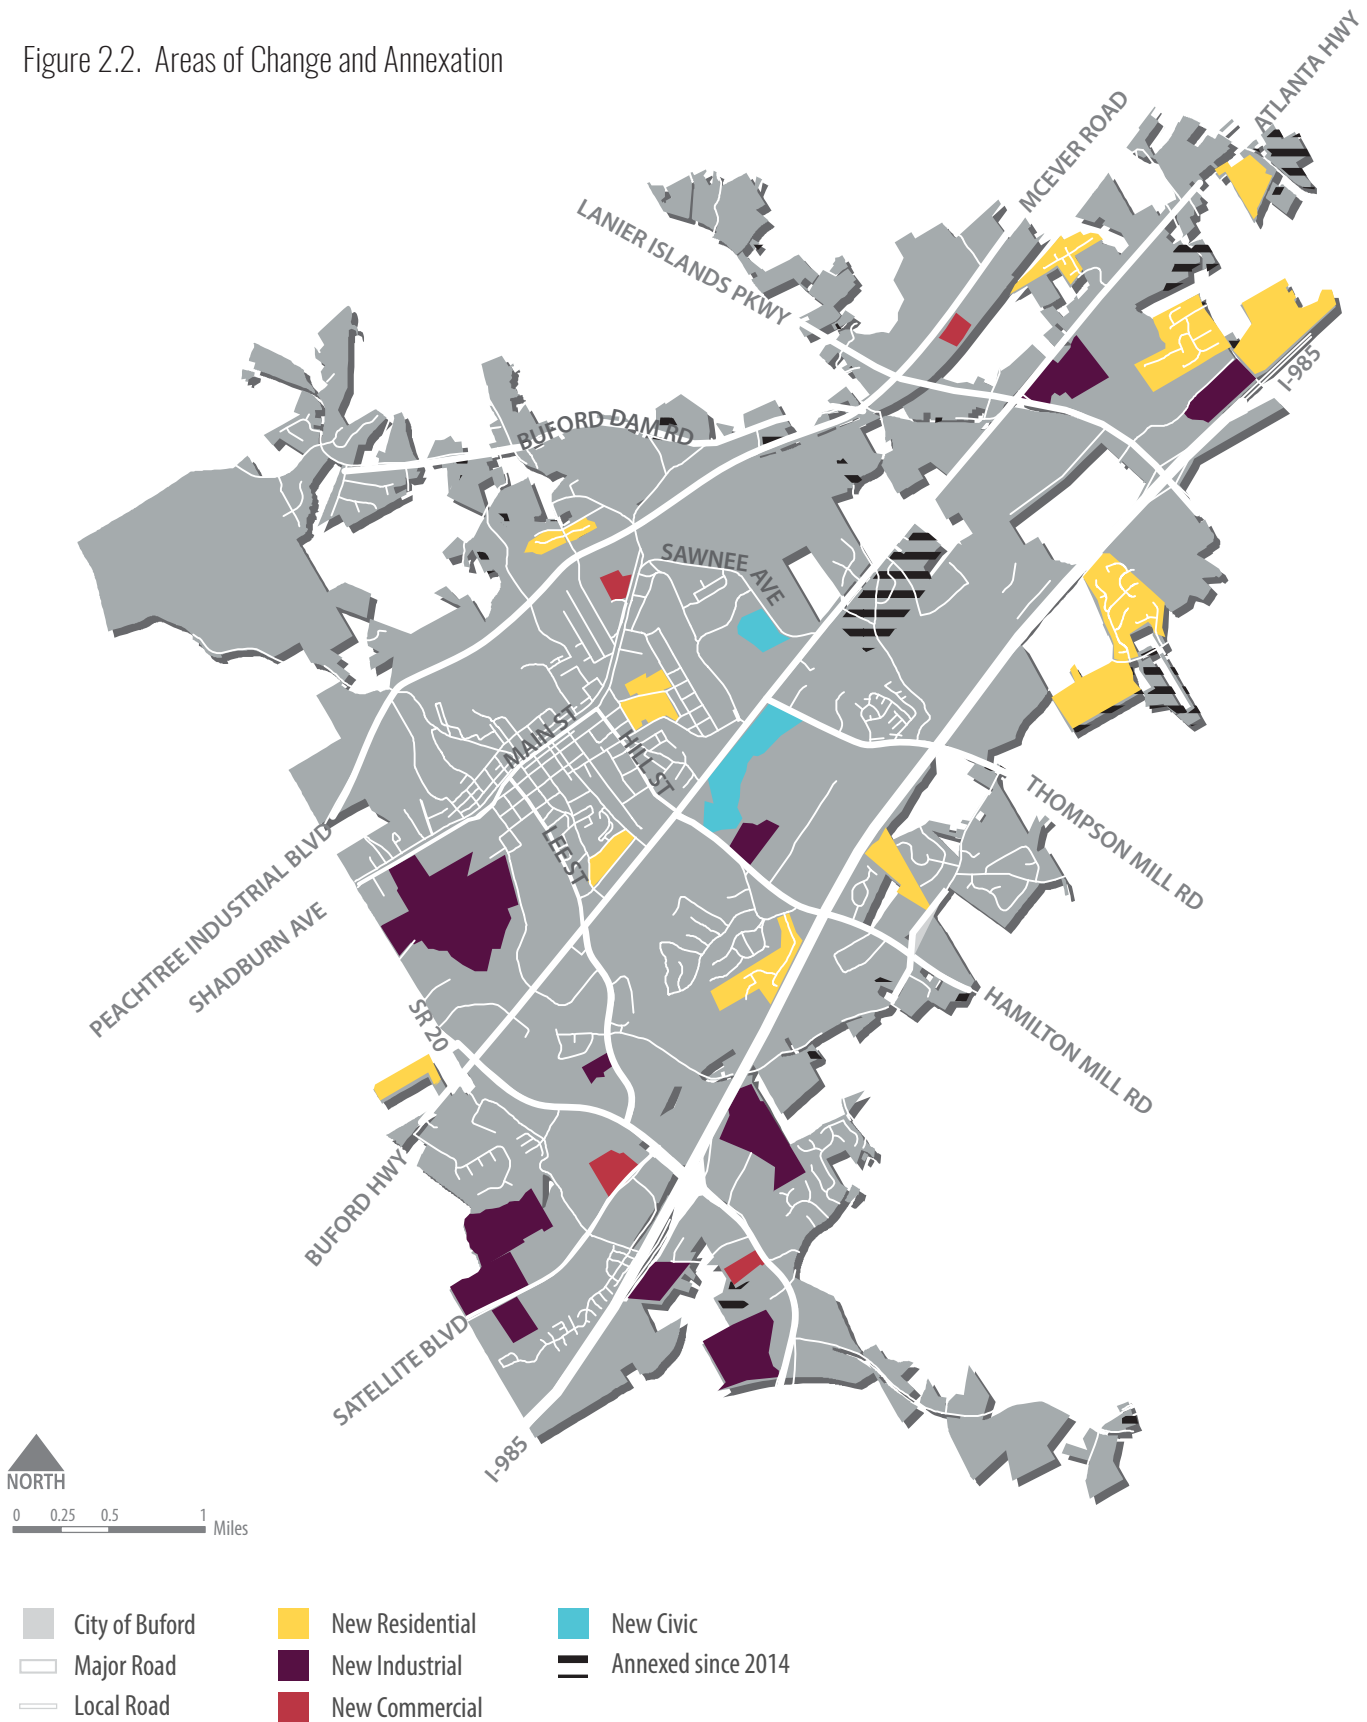 Figure 2.2. Areas of Change and Annexation
ATLANTA HWY
MCEVER ROAD
LANIER ISLANDS PKWY
I-985
BUFORD DAM RD
SAWNEE AVE
MAIN ST
HILL ST
LEE ST
THOMPSON MILL RD
PEACHTREE INDUSTRIAL BLVD
SHADBURN AVE
SR 20
HAMILTON MILL RD
BUFORD HWY
SATELLITE BLVD
I-985
NORTH
0 0.25 0.5 1
Miles
City of Buford
Major Road
Local Road
New Residential
New Industrial
New Commercial
New Civic
Annexed since 2014